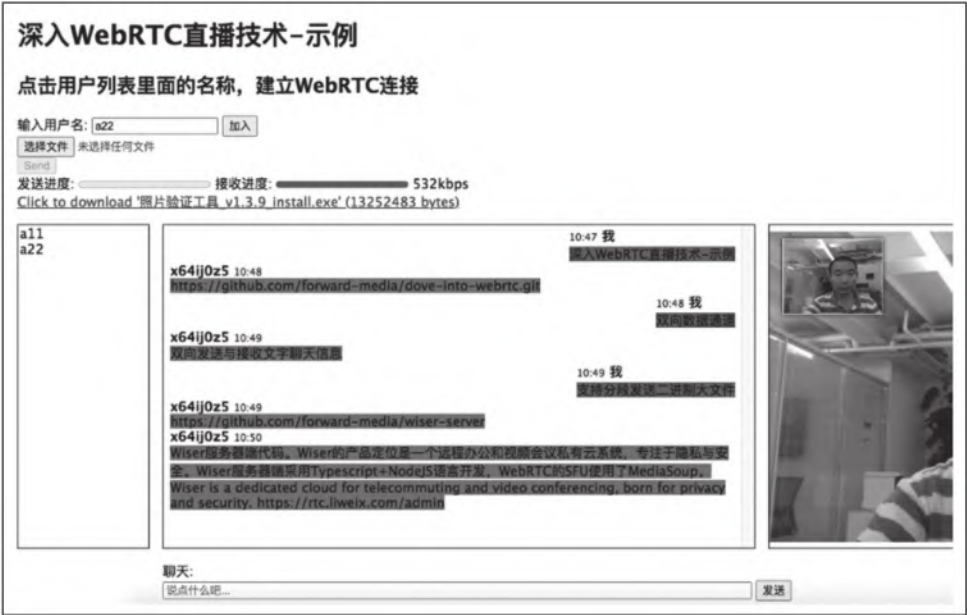 深入WebRTC直播技术-示例
点击用户列表里面的名称，建立WebRTC连接
输入用户名: a22 加入
选择文件 未选择任何文件
Send
发送进度: 接收进度: 532kbps
Click to download '照片验证工具_v1.3.9_install.exe' (13252483 bytes)
a11
a22
10:47 我
深入WebRTC直播技术-示例
x64ij0z5 10:48
https://github.com/forward-media/dove-into-webrtc.git
10:48 我
双向数据通道
x64ij0z5 10:49
双向发送与接收文字聊天信息
10:49 我
支持分段发送二进制大文件
x64ij0z5 10:49
https://github.com/forward-media/wiser-server
x64ij0z5 10:50
Wiser服务器端代码。Wiser的产品定位是一个远程办公和视频会议私有云系统，专注于隐私与安
全。Wiser服务器端采用Typescript+NodeJS语言开发，WebRTC的SFU使用了MediaSoup。
Wiser is a dedicated cloud for telecommuting and video conferencing, born for privacy
and security. https://rtc.liweix.com/admin
聊天:
说点什么吧... 发送